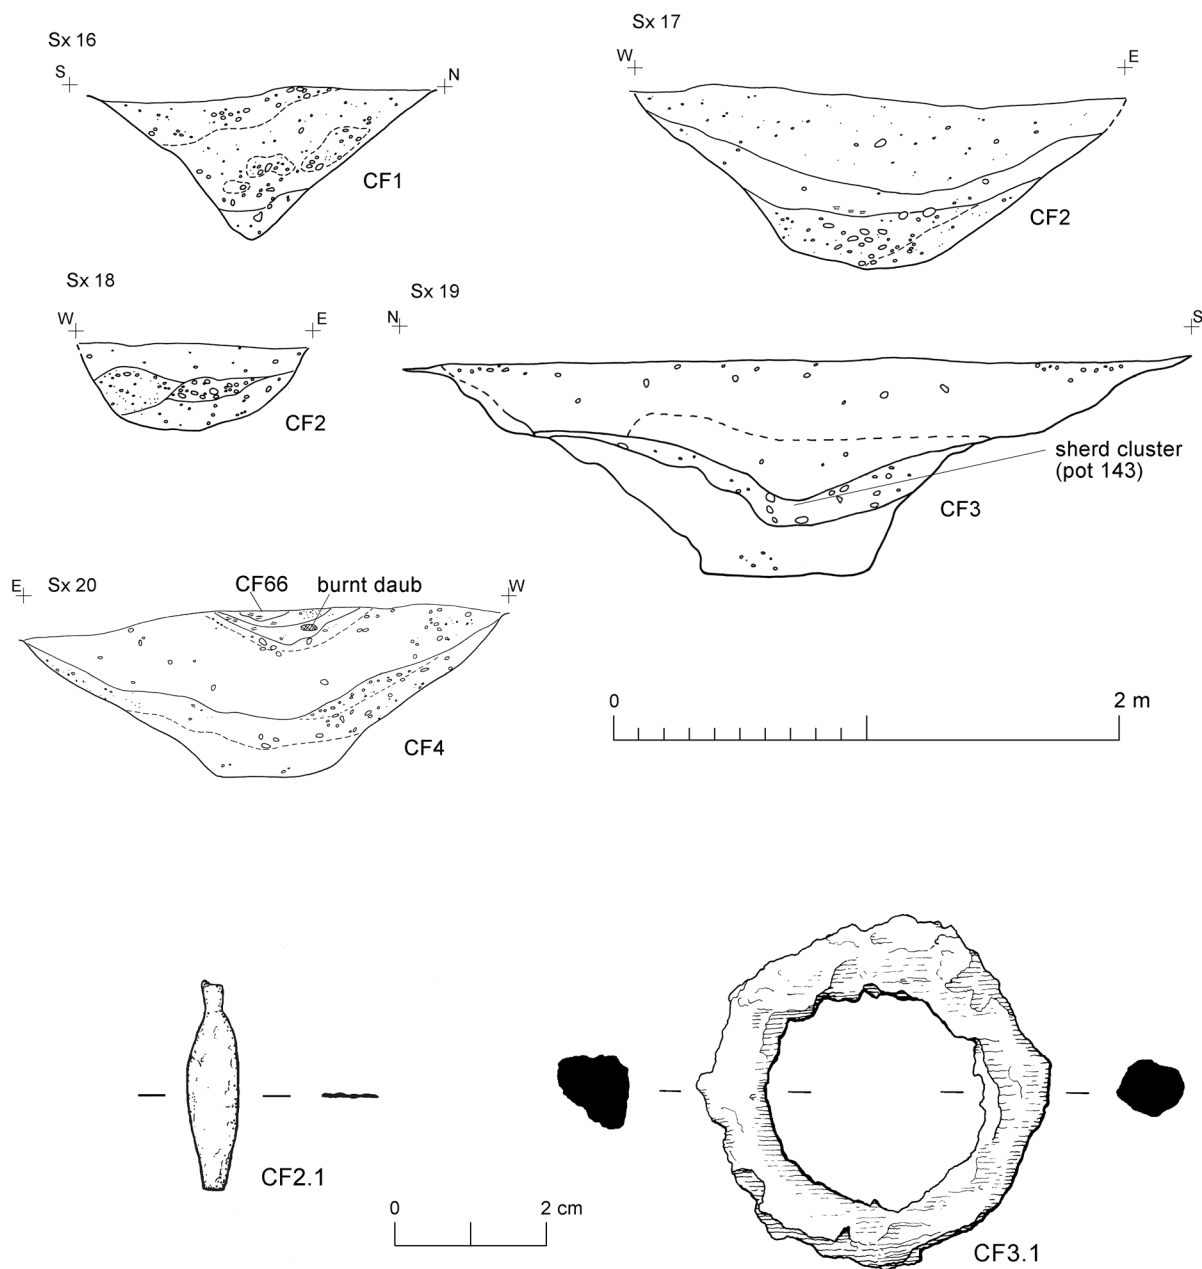 Sx 16
S
N
CF1
Sx 17
W
E
CF2
Sx 18
W
E
CF2
Sx 19
N
S
sherd cluster
(pot 143)
CF3
E
Sx 20
W
CF66
burnt daub
CF4
0
2 m
CF2.1
0
2 cm
CF3.1